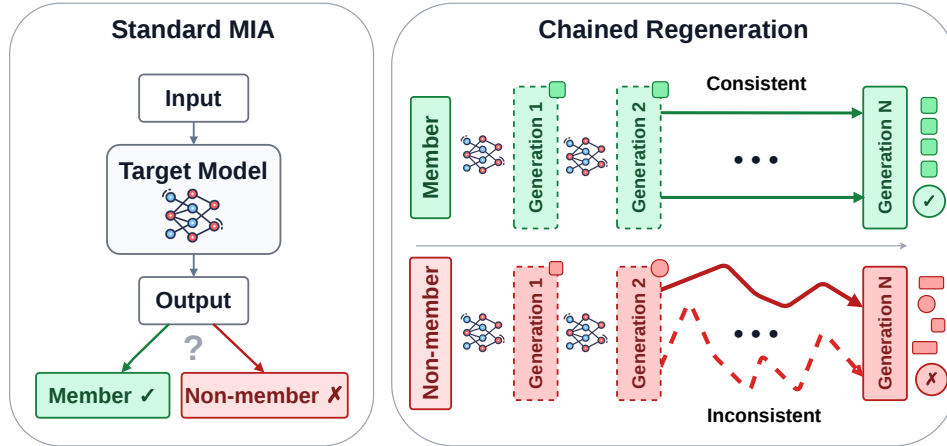 Standard MIA
Input
Target Model
Output
?
Member ✓
Non-member ✗
Chained Regeneration
Member
Generation 1
Generation 2
Consistent
...
Generation N
✓
Non-member
Generation 1
Generation 2
...
Inconsistent
Generation N
✗